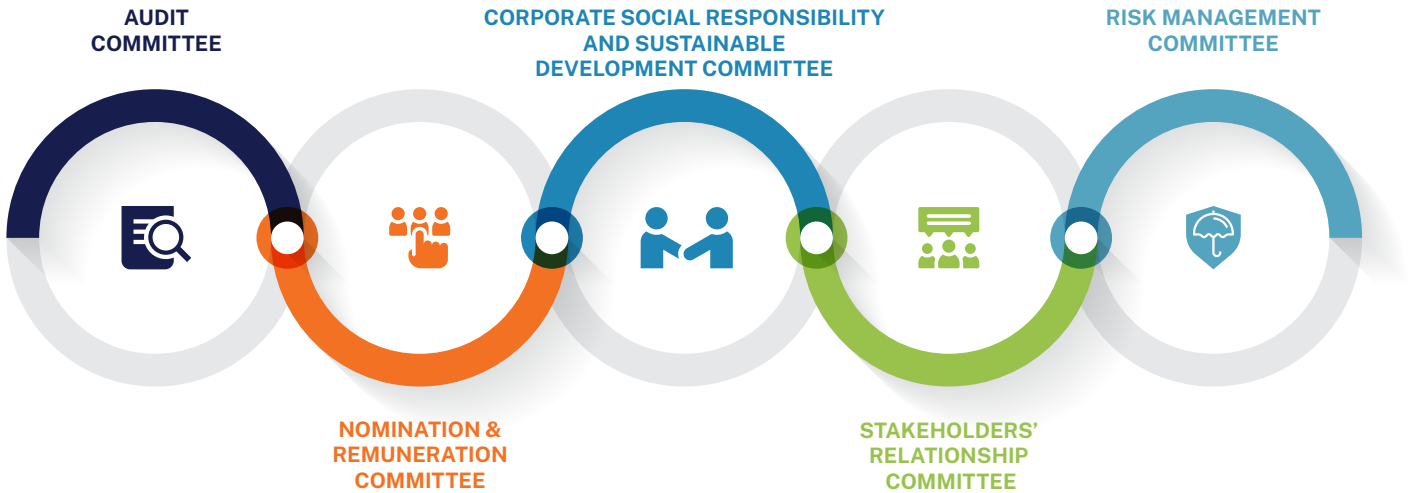 AUDIT
COMMITTEE
CORPORATE SOCIAL RESPONSIBILITY
AND SUSTAINABLE
DEVELOPMENT COMMITTEE
RISK MANAGEMENT
COMMITTEE
NOMINATION &
REMUNERATION
COMMITTEE
STAKEHOLDERS’
RELATIONSHIP
COMMITTEE